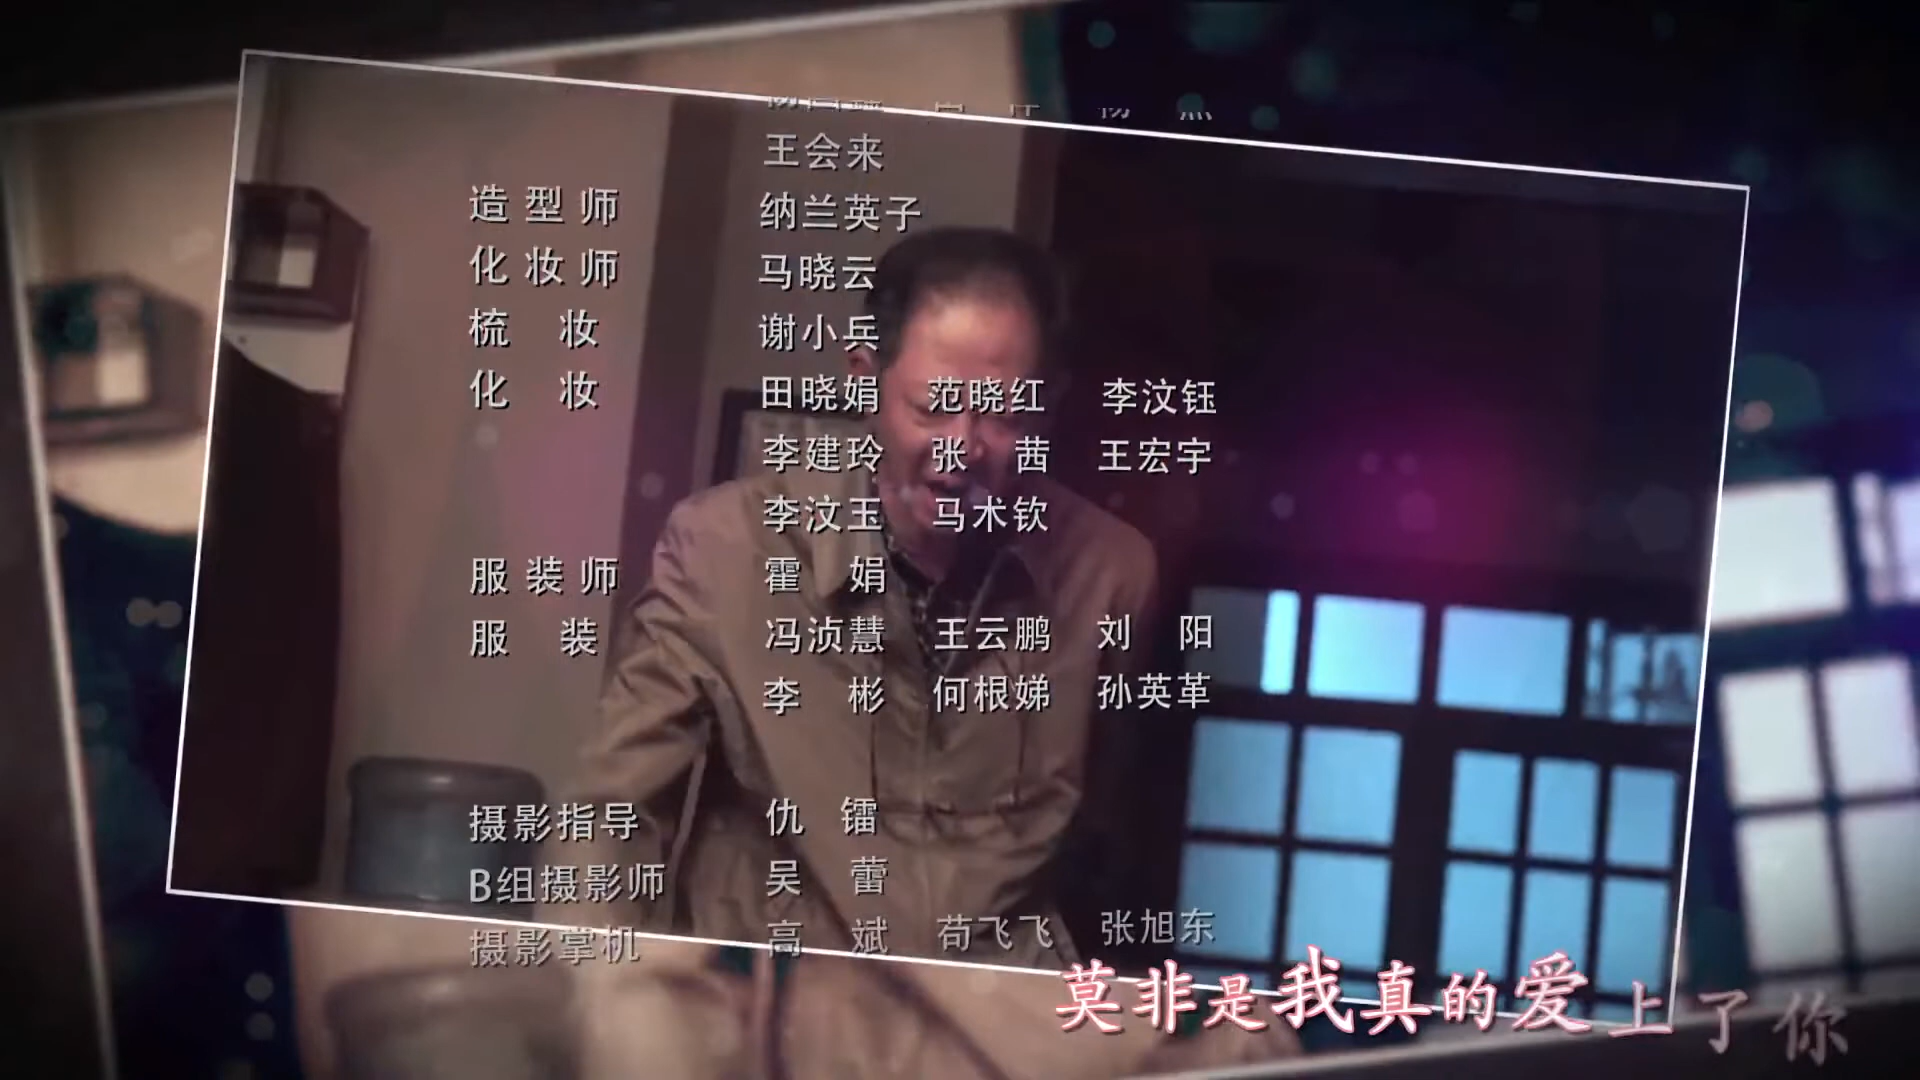 王会来
造型师 纳兰英子
化妆师 马晓云
梳 妆 谢小兵
化 妆 田晓娟 范晓红 李汶钰
李建玲 张 茜 王宏宇
李汶玉 马术钦
服装师 霍 娟
服 装 冯浈慧 王云鹏 刘 阳
李 彬 何根娣 孙英革
摄影指导 仇 镭
B组摄影师 吴 蕾
摄影掌机 高 斌 苟飞飞 张旭东
莫非是我真的爱上了你